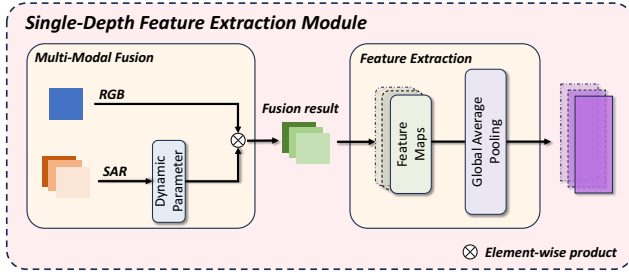 Single-Depth Feature Extraction Module
Multi-Modal Fusion
RGB
SAR
Dynamic
Parameter
Fusion result
Feature Extraction
Feature
Maps
Global Average
Pooling
Element-wise product